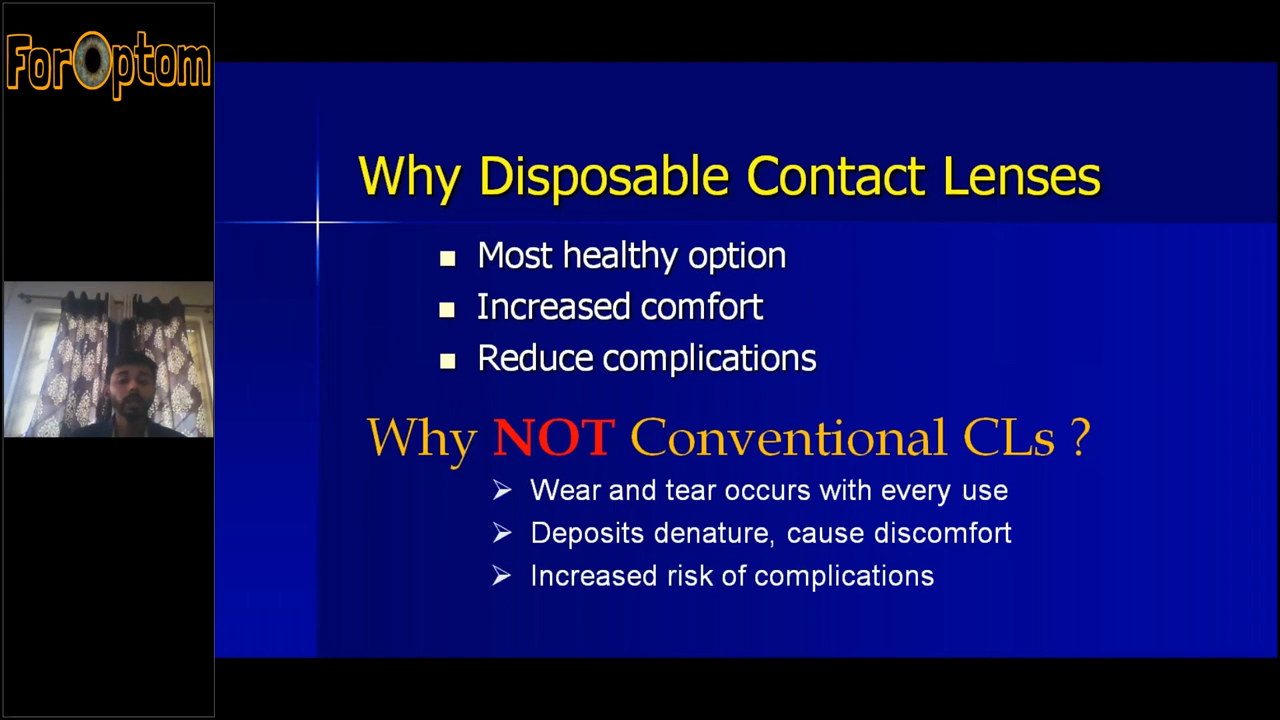 ForOptom
Why Disposable Contact Lenses
Most healthy option
Increased comfort
Reduce complications
Why NOT Conventional CLs ?
Wear and tear occurs with every use
Deposits denature, cause discomfort
Increased risk of complications